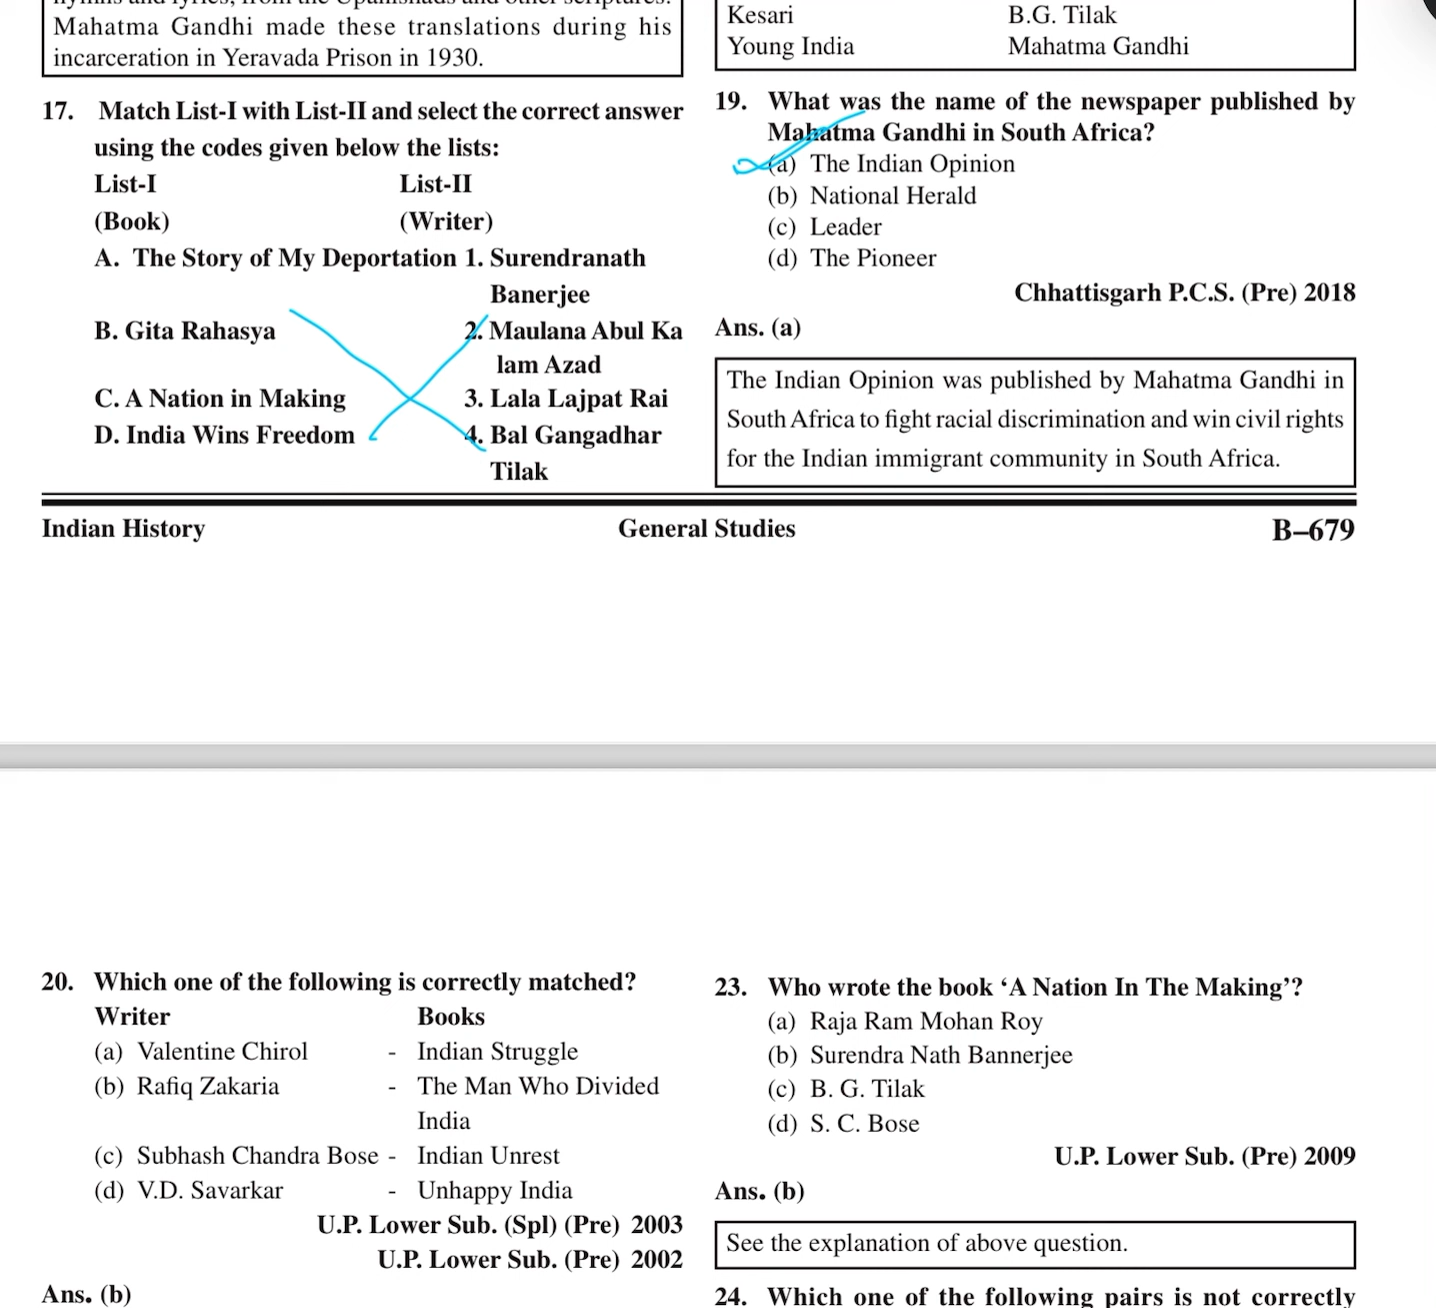 Mahatma Gandhi made these translations during his
incarceration in Yeravada Prison in 1930.
17. Match List-I with List-II and select the correct answer
using the codes given below the lists:
List-I List-II
(Book) (Writer)
A. The Story of My Deportation 1. Surendranath
Banerjee
B. Gita Rahasya 2. Maulana Abul Ka
lam Azad
C. A Nation in Making 3. Lala Lajpat Rai
D. India Wins Freedom 4. Bal Gangadhar
Tilak
Kesari B.G. Tilak
Young India Mahatma Gandhi
19. What was the name of the newspaper published by
Mahatma Gandhi in South Africa?
(a) The Indian Opinion
(b) National Herald
(c) Leader
(d) The Pioneer
Chhattisgarh P.C.S. (Pre) 2018
Ans. (a)
The Indian Opinion was published by Mahatma Gandhi in
South Africa to fight racial discrimination and win civil rights
for the Indian immigrant community in South Africa.
Indian History General Studies B–679
20. Which one of the following is correctly matched?
Writer Books
(a) Valentine Chirol - Indian Struggle
(b) Rafiq Zakaria - The Man Who Divided
India
(c) Subhash Chandra Bose - Indian Unrest
(d) V.D. Savarkar - Unhappy India
U.P. Lower Sub. (Spl) (Pre) 2003
U.P. Lower Sub. (Pre) 2002
Ans. (b)
23. Who wrote the book ‘A Nation In The Making’?
(a) Raja Ram Mohan Roy
(b) Surendra Nath Bannerjee
(c) B. G. Tilak
(d) S. C. Bose
U.P. Lower Sub. (Pre) 2009
Ans. (b)
See the explanation of above question.
24. Which one of the following pairs is not correctly